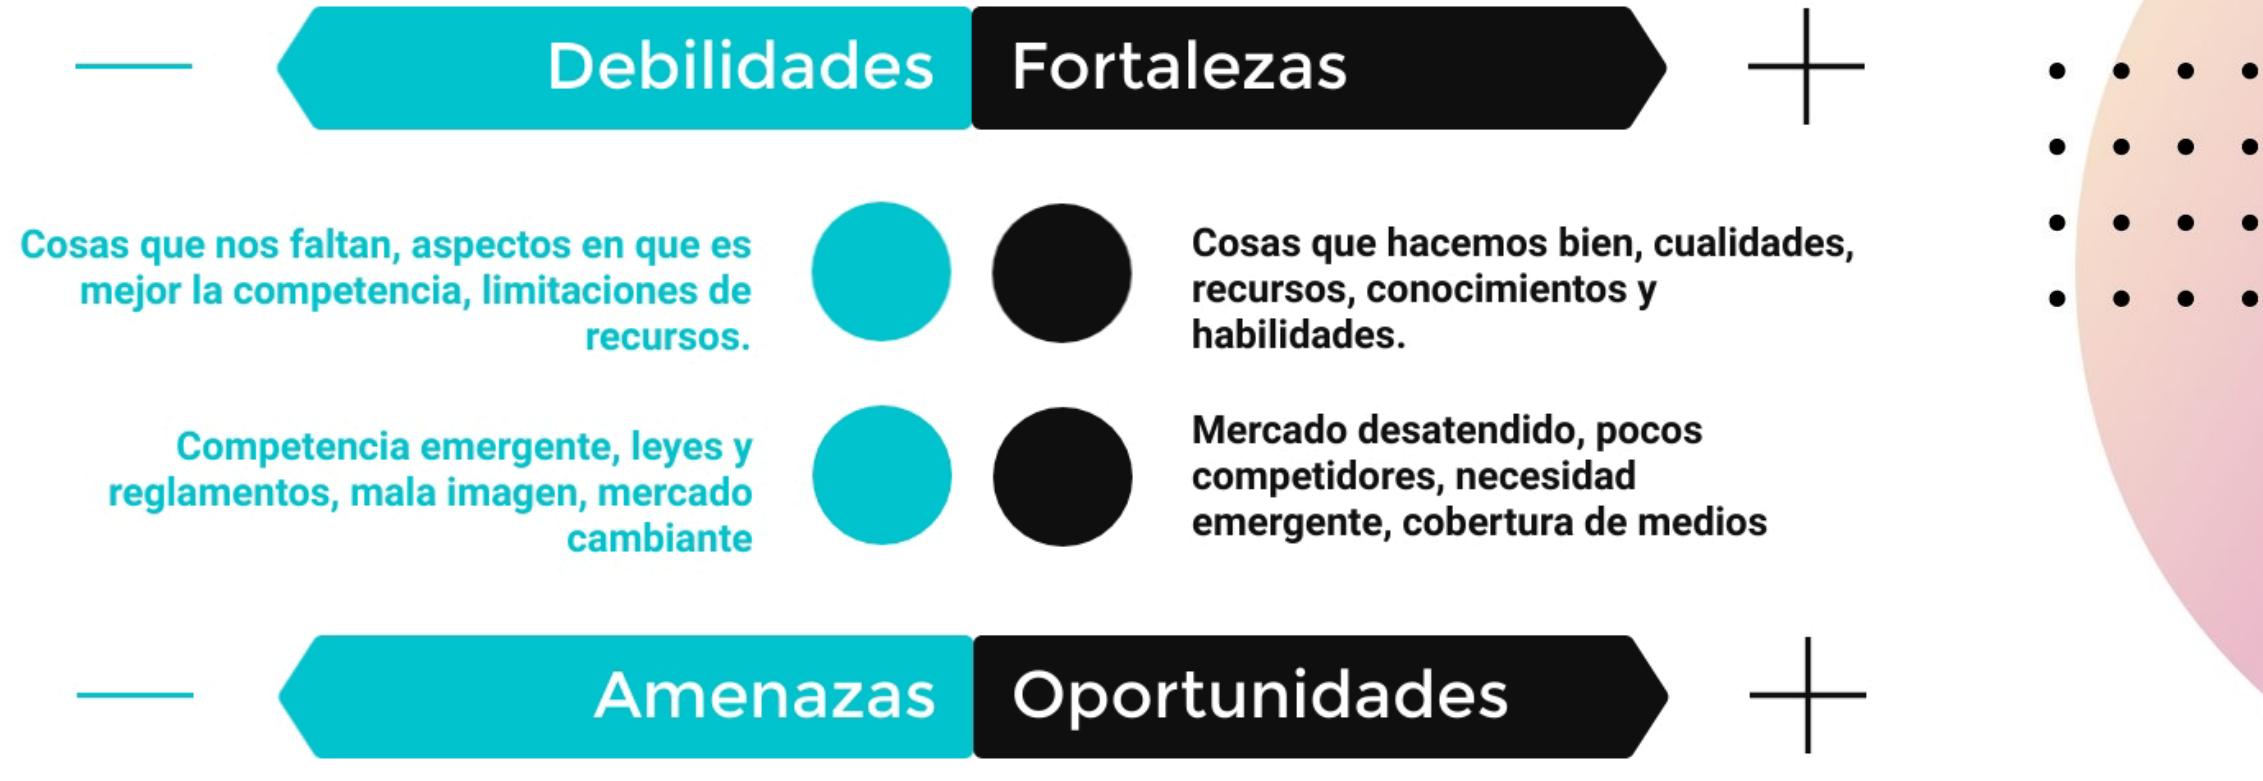 Debilidades
Fortalezas
Cosas que nos faltan, aspectos en que es
mejor la competencia, limitaciones de
recursos.
Cosas que hacemos bien, cualidades,
recursos, conocimientos y
habilidades.
Competencia emergente, leyes y
reglamentos, mala imagen, mercado
cambiante
Mercado desatendido, pocos
competidores, necesidad
emergente, cobertura de medios
Amenazas
Oportunidades